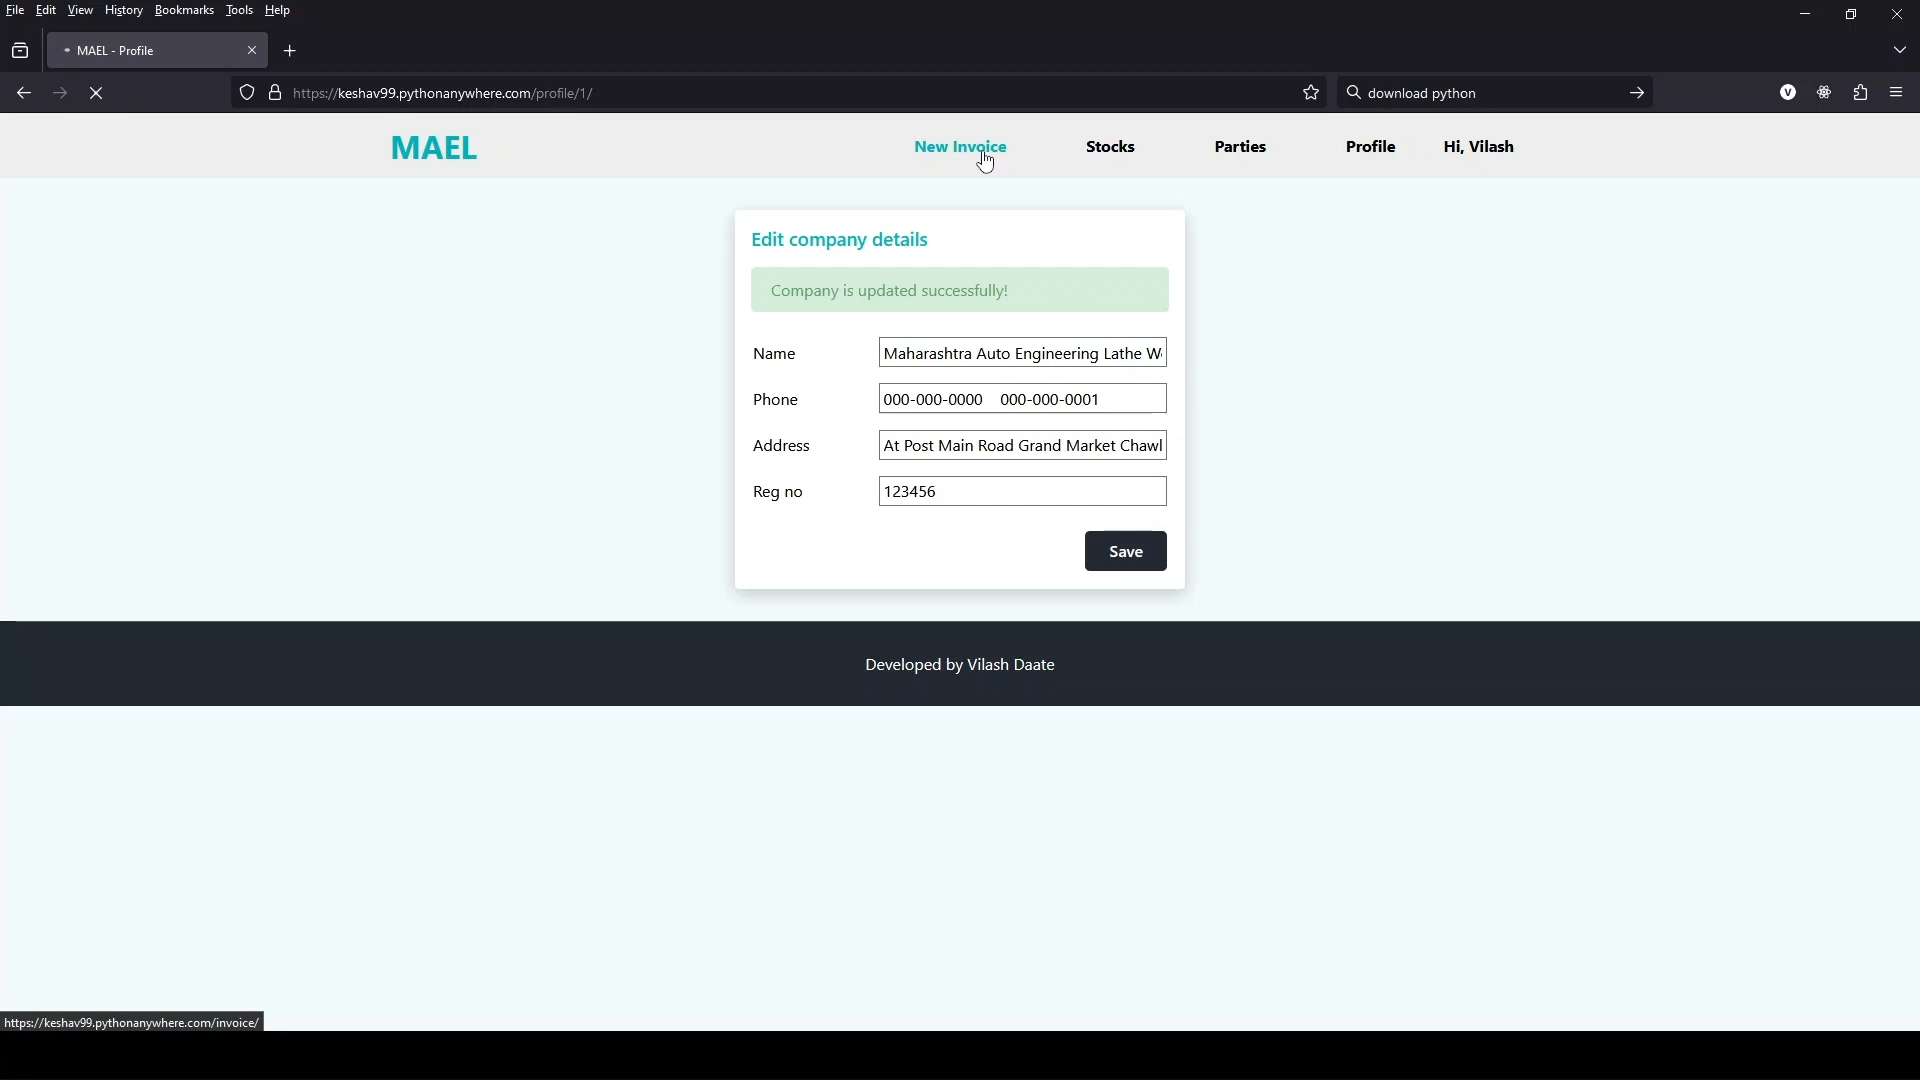 File Edit View History Bookmarks Tools Help
MAEL - Profile
https://keshav99.pythonanywhere.com/profile/1/
download python
V
MAEL
New Invoice Stocks Parties Profile Hi, Vilash
Edit company details
Company is updated successfully!
Name Maharashtra Auto Engineering Lathe W
Phone 000-000-0000 000-000-0001
Address At Post Main Road Grand Market Chawl
Reg no 123456
Save
Developed by Vilash Daate
https://keshav99.pythonanywhere.com/invoice/